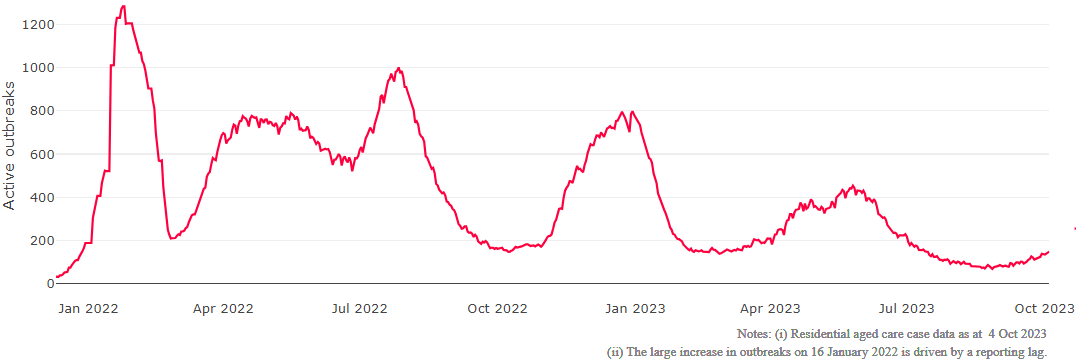 Active outbreaks
1200
1000
800
600
400
200
0
Jan 2022 Apr 2022 Jul 2022 Oct 2022 Jan 2023 Apr 2023 Jul 2023 Oct 2023
Notes: (i) Residential aged care case data as at 4 Oct 2023
(ii) The large increase in outbreaks on 16 January 2022 is driven by a reporting lag.